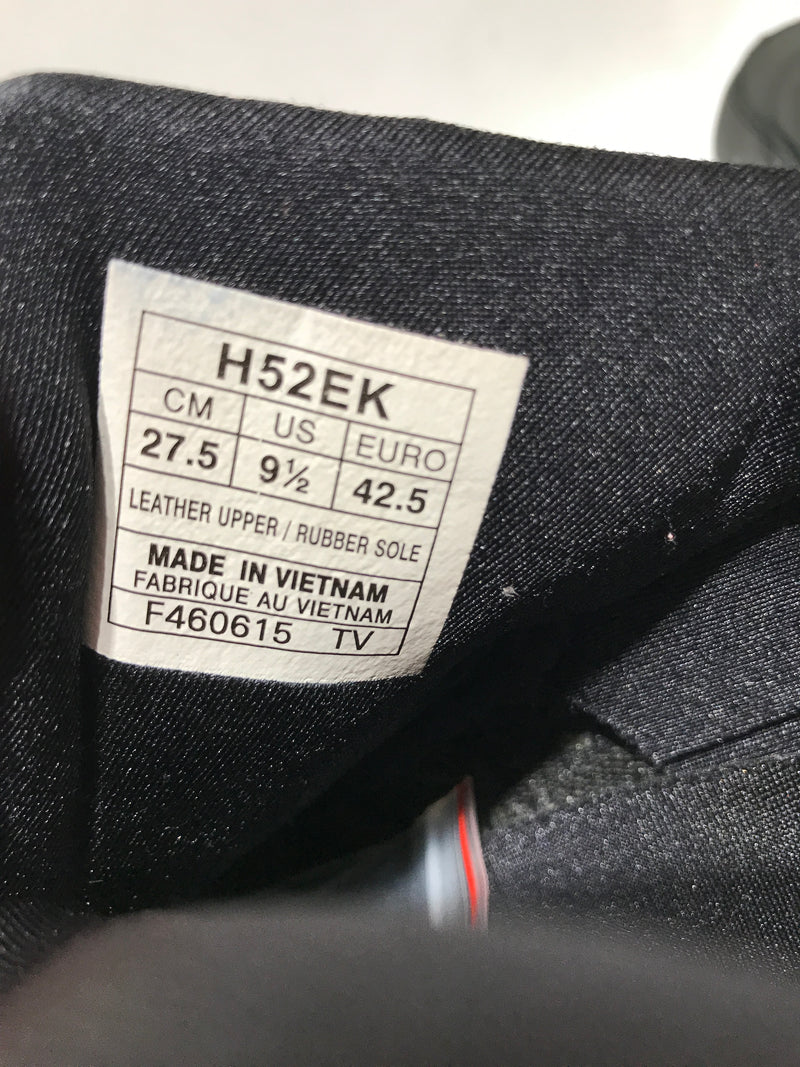 H52EK
CM US EURO
27.5 9½ 42.5
LEATHER UPPER / RUBBER SOLE
MADE IN VIETNAM
FABRIQUE AU VIETNAM
F460615 TV